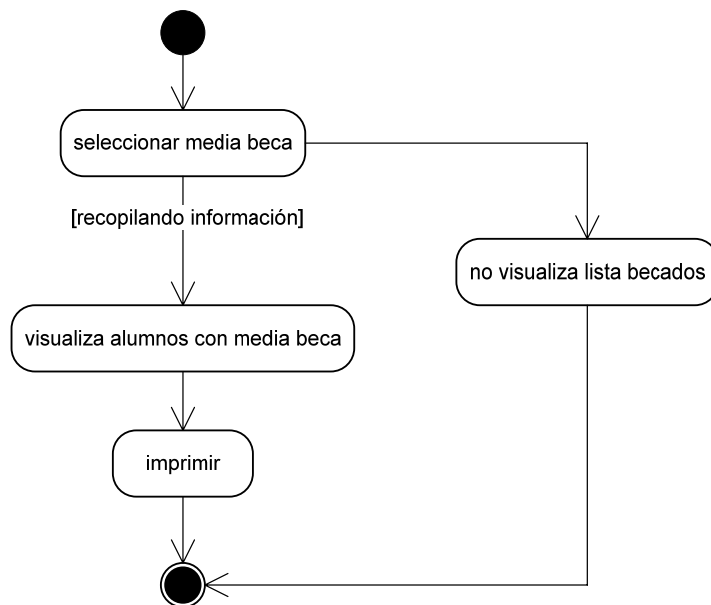 seleccionar media beca
[recopilando información]
no visualiza lista becados
visualiza alumnos con media beca
imprimir